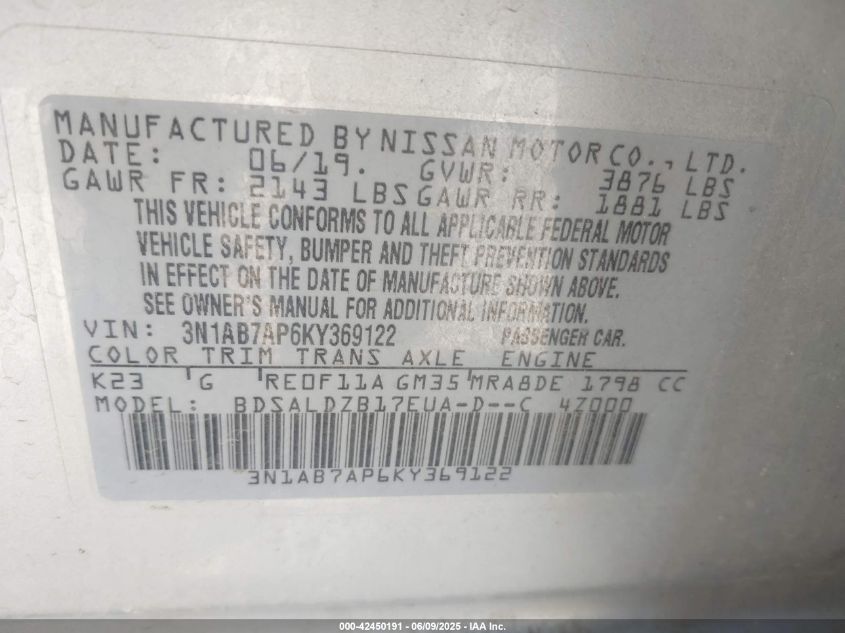 MANUFACTURED BY NISSAN MOTOR CO., LTD.
DATE: 06/19. GVWR: 3876 LBS
GAWR FR: 2143 LBS GAWR RR: 1881 LBS
THIS VEHICLE CONFORMS TO ALL APPLICABLE FEDERAL MOTOR
VEHICLE SAFETY, BUMPER AND THEFT PREVENTION STANDARDS
IN EFFECT ON THE DATE OF MANUFACTURE SHOWN ABOVE.
SEE OWNER'S MANUAL FOR ADDITIONAL INFORMATION.
VIN: 3N1AB7AP6KY369122 PASSENGER CAR.
COLOR TRIM TRANS AXLE ENGINE
K23 G RE0F11A GM35 MRA8DE 1798 CC
MODEL: BDSALDZB17EUA-D--C 4Z000
3N1AB7AP6KY369122
000-42450191 - 06/09/2025 - IAA Inc.